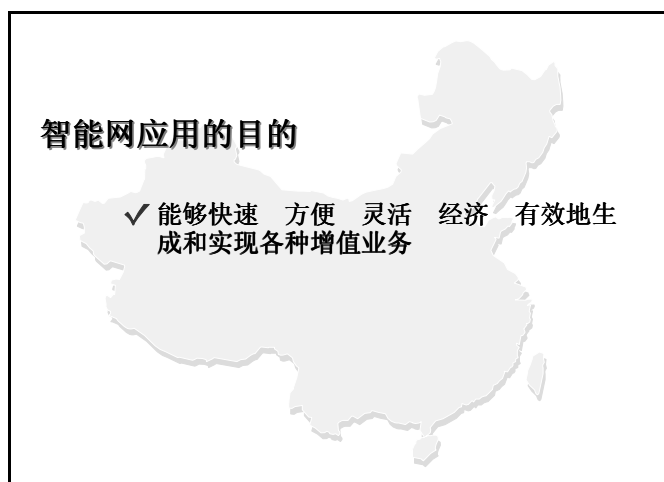 智能网应用的目的
能够快速　方便　灵活　经济　有效地生
成和实现各种增值业务